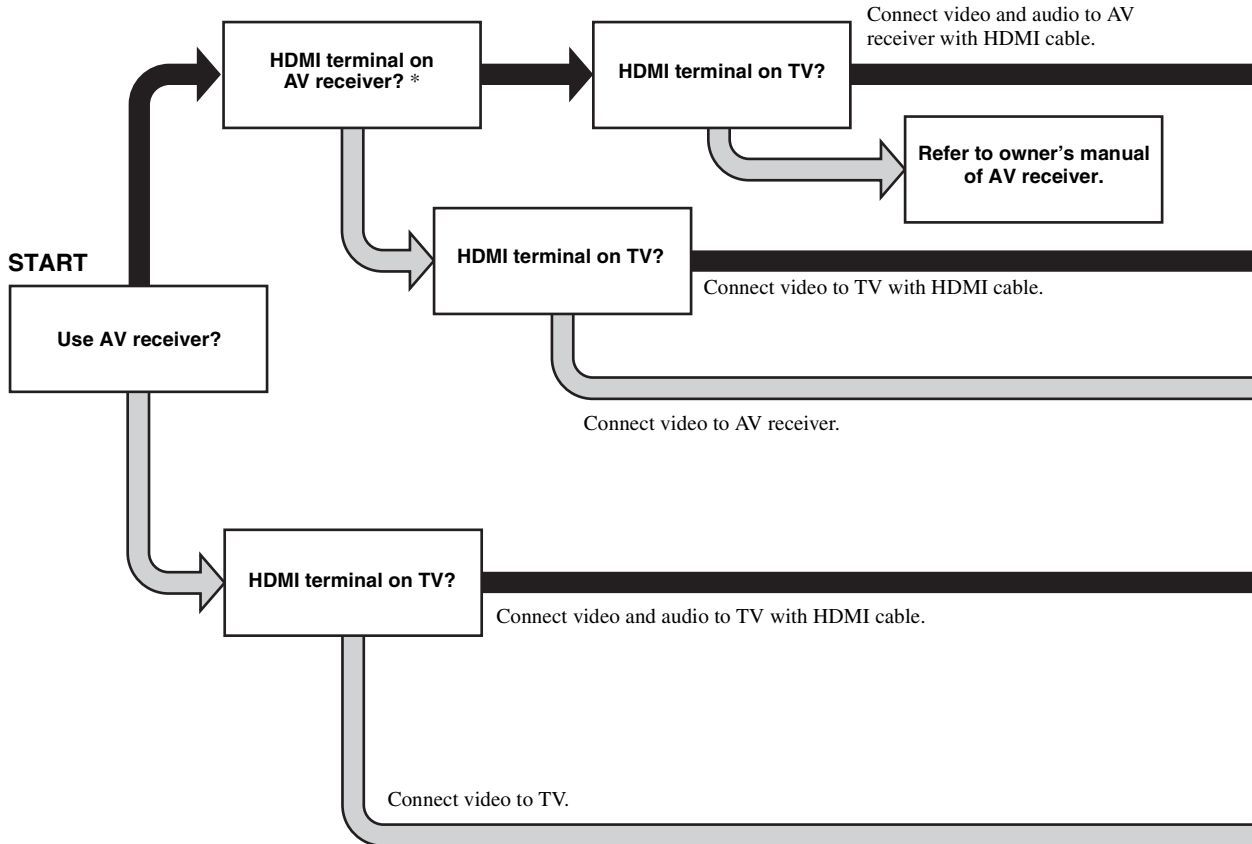 Connect video and audio to AV
receiver with HDMI cable.
HDMI terminal on
AV receiver? *
HDMI terminal on TV?
Refer to owner's manual
of AV receiver.
HDMI terminal on TV?
START
Connect video to TV with HDMI cable.
Use AV receiver?
Connect video to AV receiver.
HDMI terminal on TV?
Connect video and audio to TV with HDMI cable.
Connect video to TV.